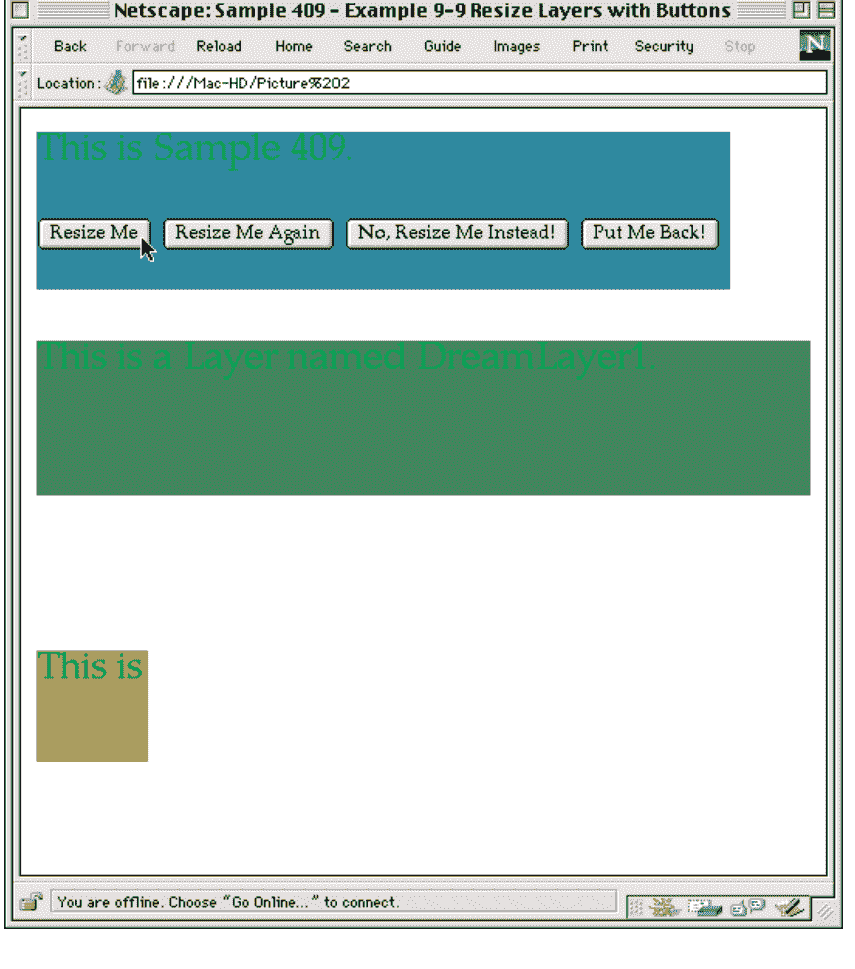 Netscape: Sample 409 - Example 9-9 Resize Layers with Buttons
Back Forward Reload Home Search Guide Images Print Security Stop N
Location: file:///Mac-HD/Picture%202
This is Sample 409.
Resize Me Resize Me Again No, Resize Me Instead! Put Me Back!
This is a Layer named DreamLayer1.
This is
You are offline. Choose “Go Online...” to connect.